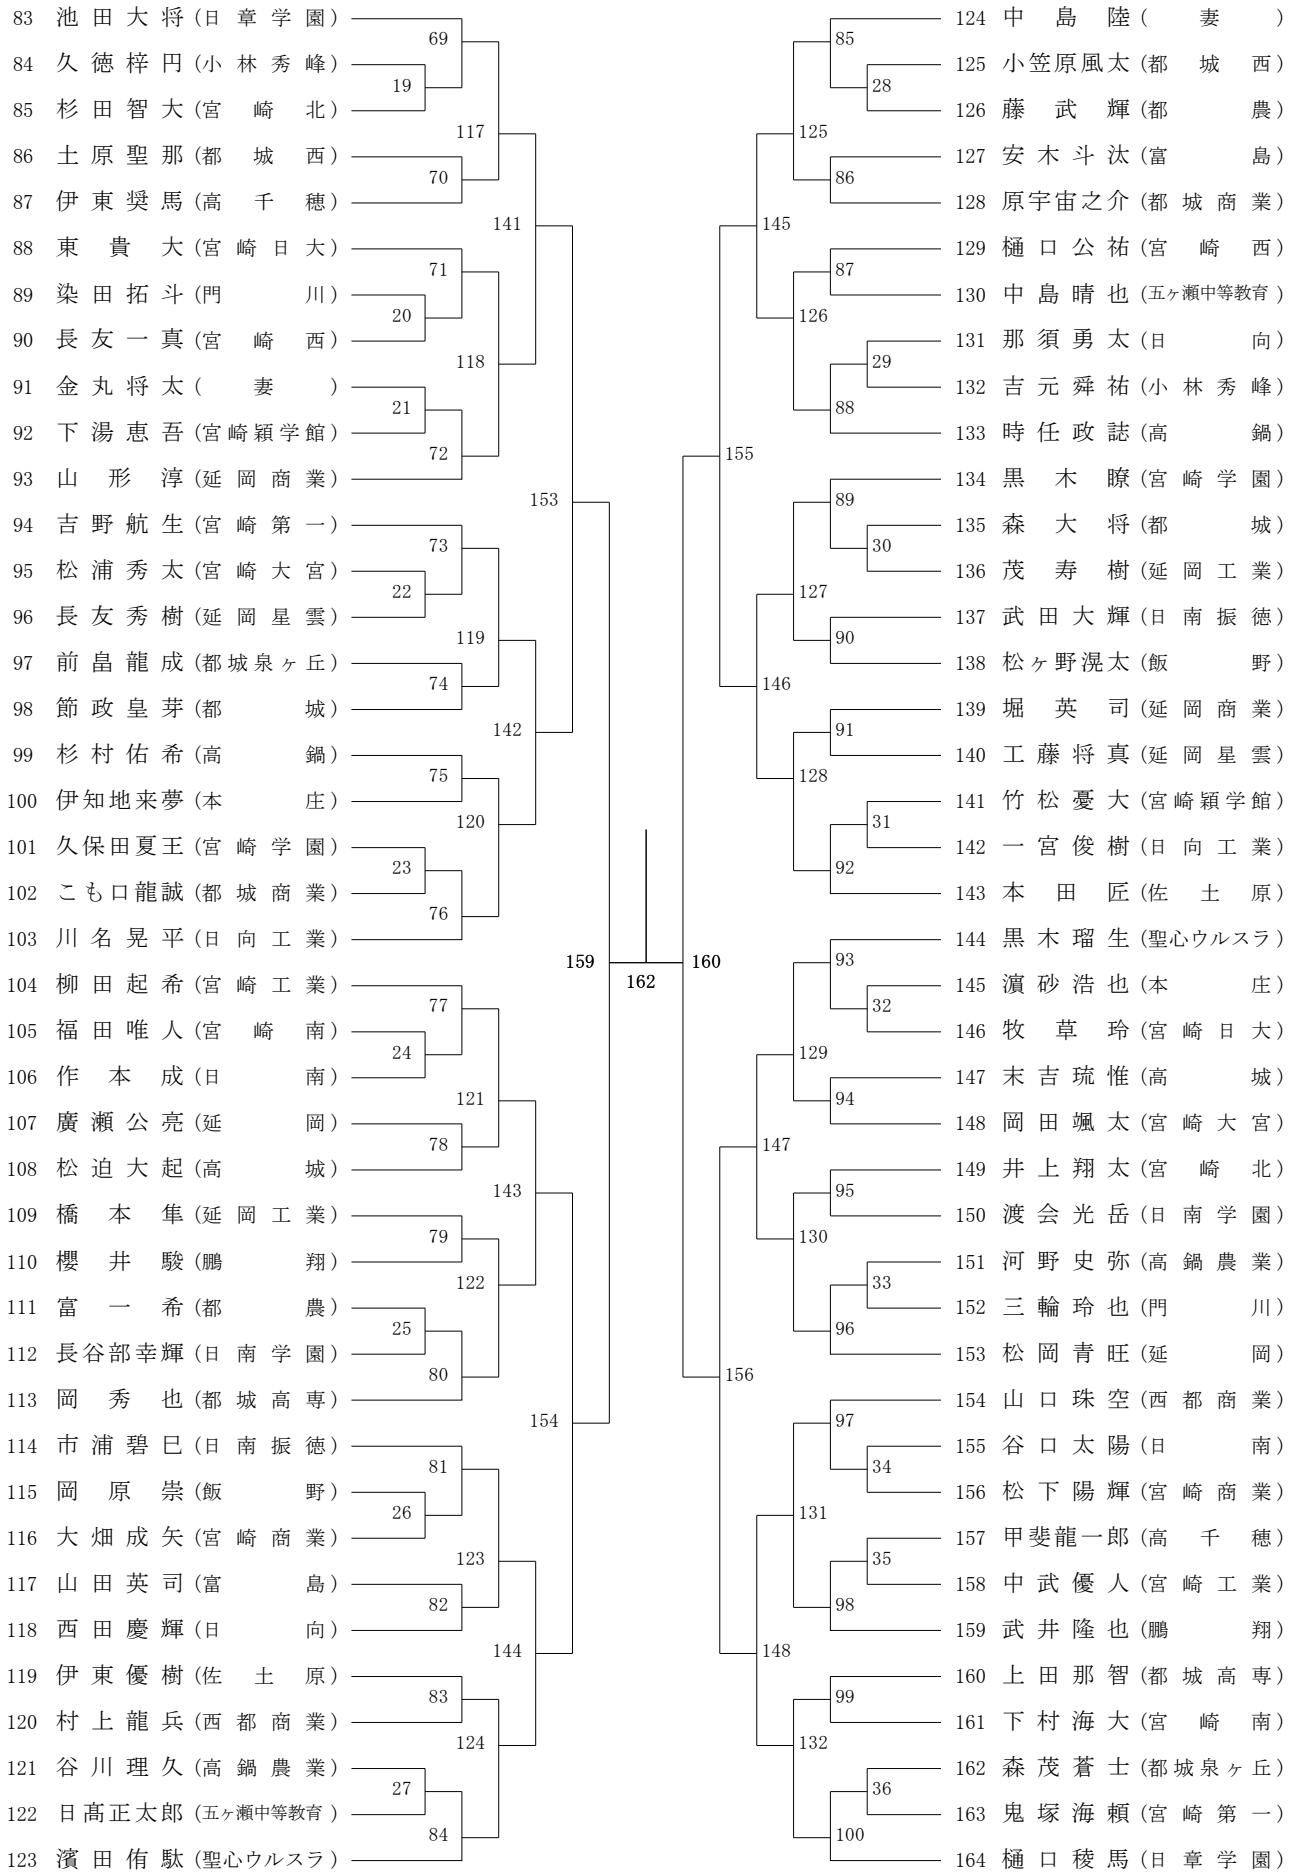 83 池田大将(日章学園)
84 久徳梓円(小林秀峰)
85 杉田智大(宮崎北)
86 土原聖那(都城西)
87 伊東奨馬(高千穂)
88 東貴大(宮崎日大)
89 染田拓斗(門川)
90 長友一真(宮崎西)
91 金丸将太(妻)
92 下湯恵吾(宮崎穎学館)
93 山形淳(延岡商業)
94 吉野航生(宮崎第一)
95 松浦秀太(宮崎大宮)
96 長友秀樹(延岡星雲)
97 前畠龍成(都城泉ヶ丘)
98 節政皇芽(都城)
99 杉村佑希(高鍋)
100 伊知地来夢(本庄)
101 久保田夏王(宮崎学園)
102 こも口龍誠(都城商業)
103 川名晃平(日向工業)
104 柳田起希(宮崎工業)
105 福田唯人(宮崎南)
106 作本成(日南)
107 廣瀬公亮(延岡)
108 松迫大起(高城)
109 橋本隼(延岡工業)
110 櫻井駿(鵬翔)
111 富一希(都農)
112 長谷部幸輝(日南学園)
113 岡秀也(都城高専)
114 市浦碧巳(日南振徳)
115 岡原崇(飯野)
116 大畑成矢(宮崎商業)
117 山田英司(富島)
118 西田慶輝(日向)
119 伊東優樹(佐土原)
120 村上龍兵(西都商業)
121 谷川理久(高鍋農業)
122 日髙正太郎(五ヶ瀬中等教育)
123 濱田侑駄(聖心ウルスラ)
69
19
117
70
141
71
20
118
21
72
153
73
22
119
74
142
75
120
23
76
159
77
24
121
78
143
79
122
25
80
154
81
26
123
82
144
83
124
27
84
162
160
85
28
125
86
145
87
126
29
88
155
89
30
127
90
146
91
128
31
92
93
32
129
94
147
95
130
33
96
156
97
34
131
35
98
148
99
132
36
100
124 中島陸(妻)
125 小笠原風太(都城西)
126 藤武輝(都農)
127 安木斗汰(富島)
128 原宇宙之介(都城商業)
129 樋口公祐(宮崎西)
130 中島晴也(五ヶ瀬中等教育)
131 那須勇太(日向)
132 吉元舜祐(小林秀峰)
133 時任政誌(高鍋)
134 黒木瞭(宮崎学園)
135 森大将(都城)
136 茂寿樹(延岡工業)
137 武田大輝(日南振徳)
138 松ヶ野滉太(飯野)
139 堀英司(延岡商業)
140 工藤将真(延岡星雲)
141 竹松憂大(宮崎穎学館)
142 一宮俊樹(日向工業)
143 本田匠(佐土原)
144 黒木瑠生(聖心ウルスラ)
145 濵砂浩也(本庄)
146 牧草玲(宮崎日大)
147 末吉琉惟(高城)
148 岡田颯太(宮崎大宮)
149 井上翔太(宮崎北)
150 渡会光岳(日南学園)
151 河野史弥(高鍋農業)
152 三輪玲也(門川)
153 松岡青旺(延岡)
154 山口珠空(西都商業)
155 谷口太陽(日南)
156 松下陽輝(宮崎商業)
157 甲斐龍一郎(高千穂)
158 中武優人(宮崎工業)
159 武井隆也(鵬翔)
160 上田那智(都城高専)
161 下村海大(宮崎南)
162 森茂蒼士(都城泉ヶ丘)
163 鬼塚海頼(宮崎第一)
164 樋口稜馬(日章学園)